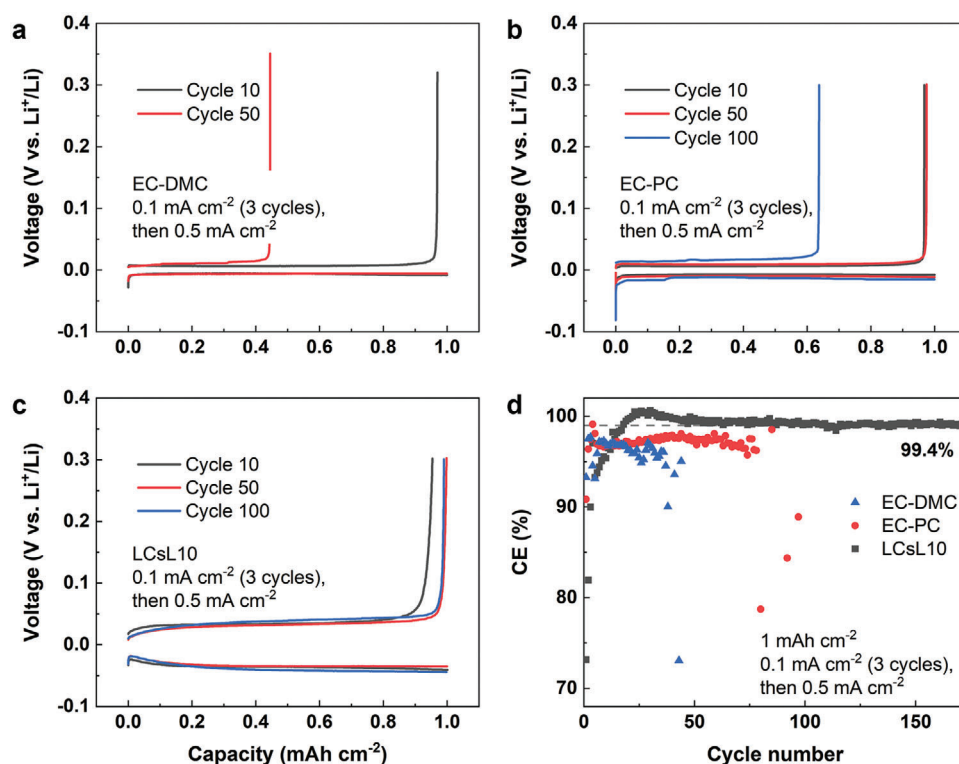 a
0.4
0.3
0.2
0.1
0.0
-0.1
Voltage (V vs. Li⁺/Li)
Cycle 10
Cycle 50
EC-DMC
0.1 mA cm⁻² (3 cycles),
then 0.5 mA cm⁻²
0.0 0.2 0.4 0.6 0.8 1.0
b
0.4
0.3
0.2
0.1
0.0
-0.1
Voltage (V vs. Li⁺/Li)
Cycle 10
Cycle 50
Cycle 100
EC-PC
0.1 mA cm⁻² (3 cycles),
then 0.5 mA cm⁻²
0.0 0.2 0.4 0.6 0.8 1.0
c
0.4
0.3
0.2
0.1
0.0
-0.1
Voltage (V vs. Li⁺/Li)
Cycle 10
Cycle 50
Cycle 100
LCsL10
0.1 mA cm⁻² (3 cycles),
then 0.5 mA cm⁻²
0.0 0.2 0.4 0.6 0.8 1.0
Capacity (mAh cm⁻²)
d
100
90
80
70
CE (%)
99.4%
EC-DMC
EC-PC
LCsL10
1 mAh cm⁻²
0.1 mA cm⁻² (3 cycles),
then 0.5 mA cm⁻²
0 50 100 150
Cycle number